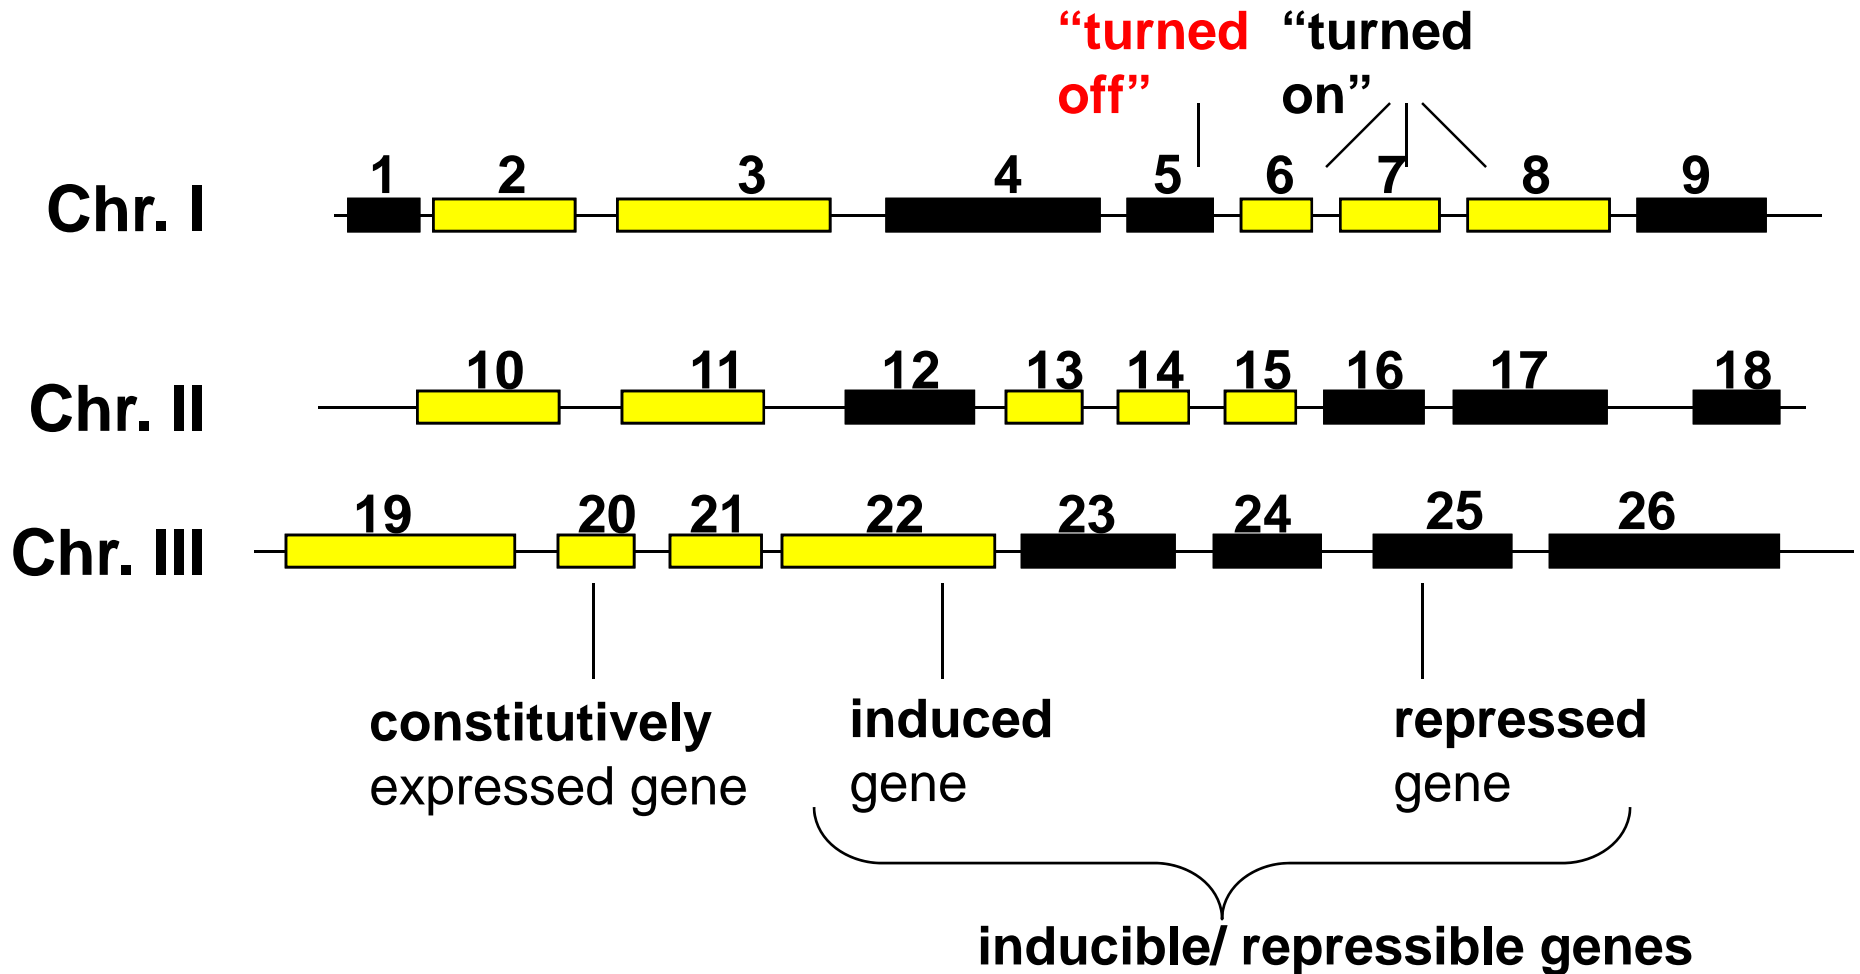 “turned “turned
off” on”
1 2 3 4 5 6 7 8 9
Chr. I
10 11 12 13 14 15 16 17 18
Chr. II
19 20 21 22 23 24 25 26
Chr. III
constitutively induced repressed
expressed gene gene gene
inducible/ repressible genes